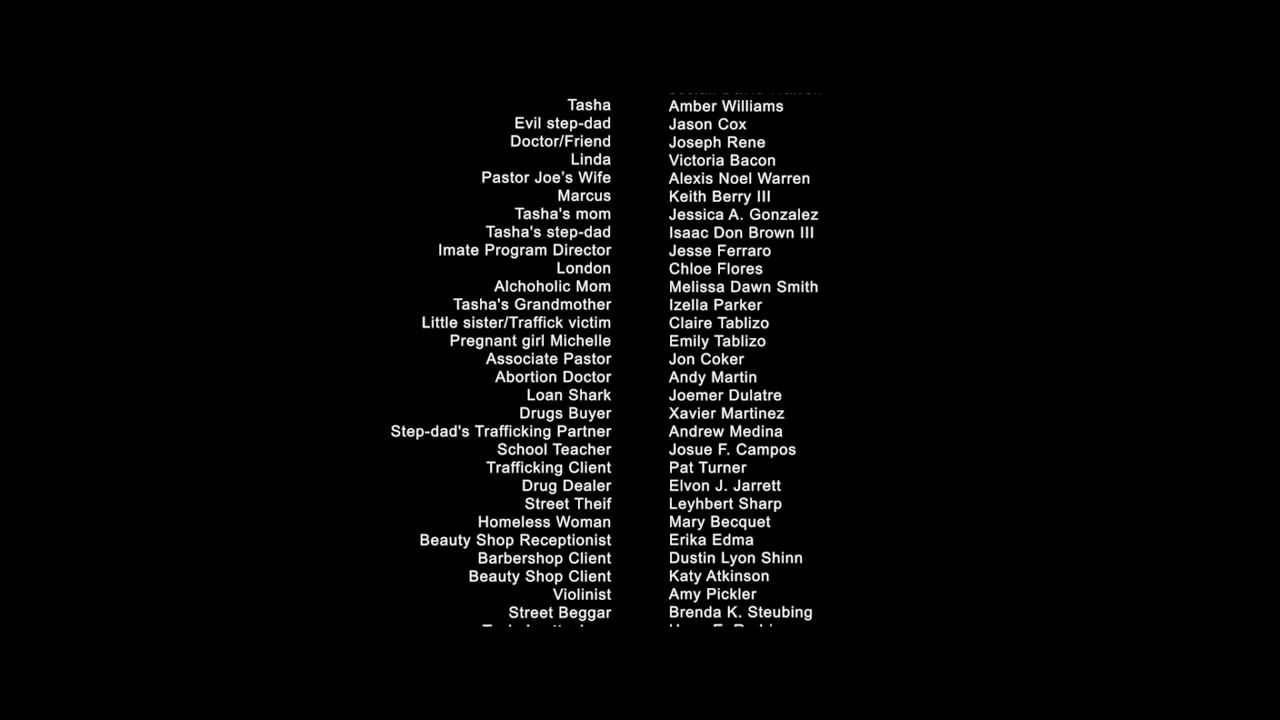 Tasha Amber Williams
Evil step-dad Jason Cox
Doctor/Friend Joseph Rene
Linda Victoria Bacon
Pastor Joe’s Wife Alexis Noel Warren
Marcus Keith Berry III
Tasha's mom Jessica A. Gonzalez
Tasha's step-dad Isaac Don Brown III
Imate Program Director Jesse Ferraro
London Chloe Flores
Alchoholic Mom Melissa Dawn Smith
Tasha's Grandmother Izella Parker
Little sister/Traffick victim Claire Tablizo
Pregnant girl Michelle Emily Tablizo
Associate Pastor Jon Coker
Abortion Doctor Andy Martin
Loan Shark Joemer Dulatre
Drugs Buyer Xavier Martinez
Step-dad's Trafficking Partner Andrew Medina
School Teacher Josue F. Campos
Trafficking Client Pat Turner
Drug Dealer Elvon J. Jarrett
Street Theif Leyhbert Sharp
Homeless Woman Mary Becquet
Beauty Shop Receptionist Erika Edma
Barbershop Client Dustin Lyon Shinn
Beauty Shop Client Katy Atkinson
Violinist Amy Pickler
Street Beggar Brenda K. Steubing